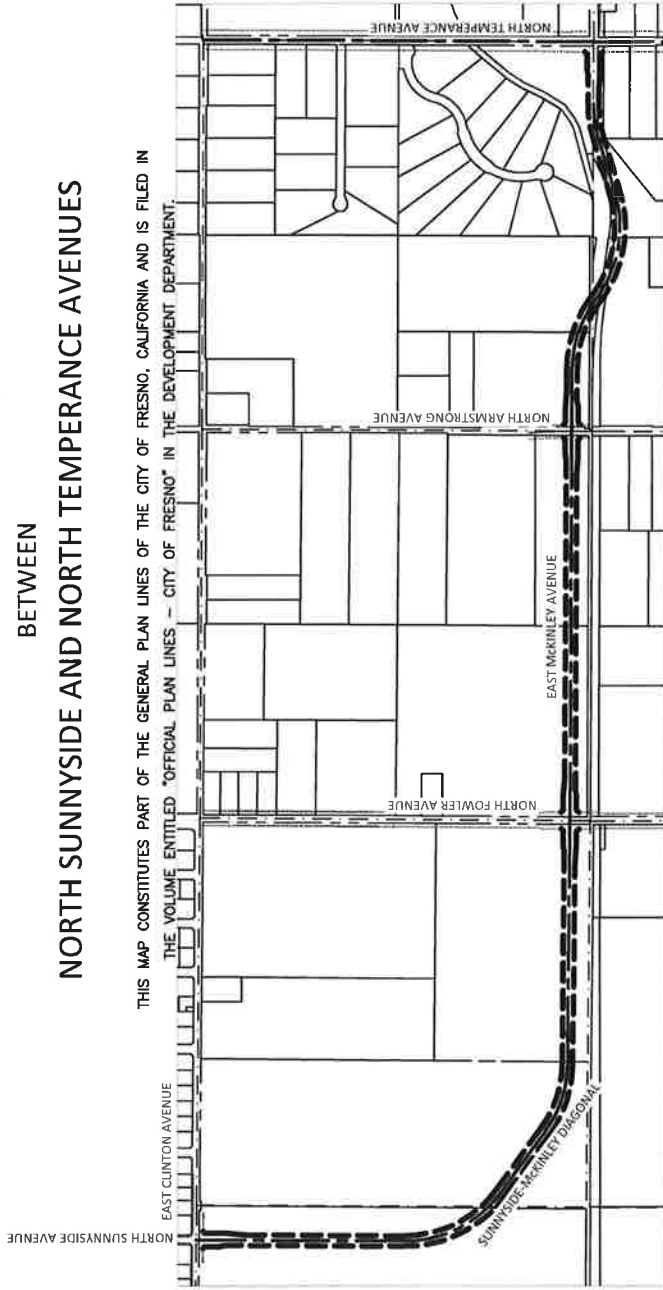 BETWEEN
NORTH SUNNYSIDE AND NORTH TEMPERANCE AVENUES
THIS MAP CONSTITUTES PART OF THE GENERAL PLAN LINES OF THE CITY OF FRESNO, CALIFORNIA AND IS FILED IN
THE VOLUME ENTITLED "OFFICIAL PLAN LINES – CITY OF FRESNO" IN THE DEVELOPMENT DEPARTMENT.
NORTH SUNNYSIDE AVENUE
EAST CLINTON AVENUE
NORTH FOWLER AVENUE
NORTH ARMSTRONG AVENUE
NORTH TEMPERANCE AVENUE
SUNNYSIDE-McKINLEY DIAGONAL
EAST McKINLEY AVENUE